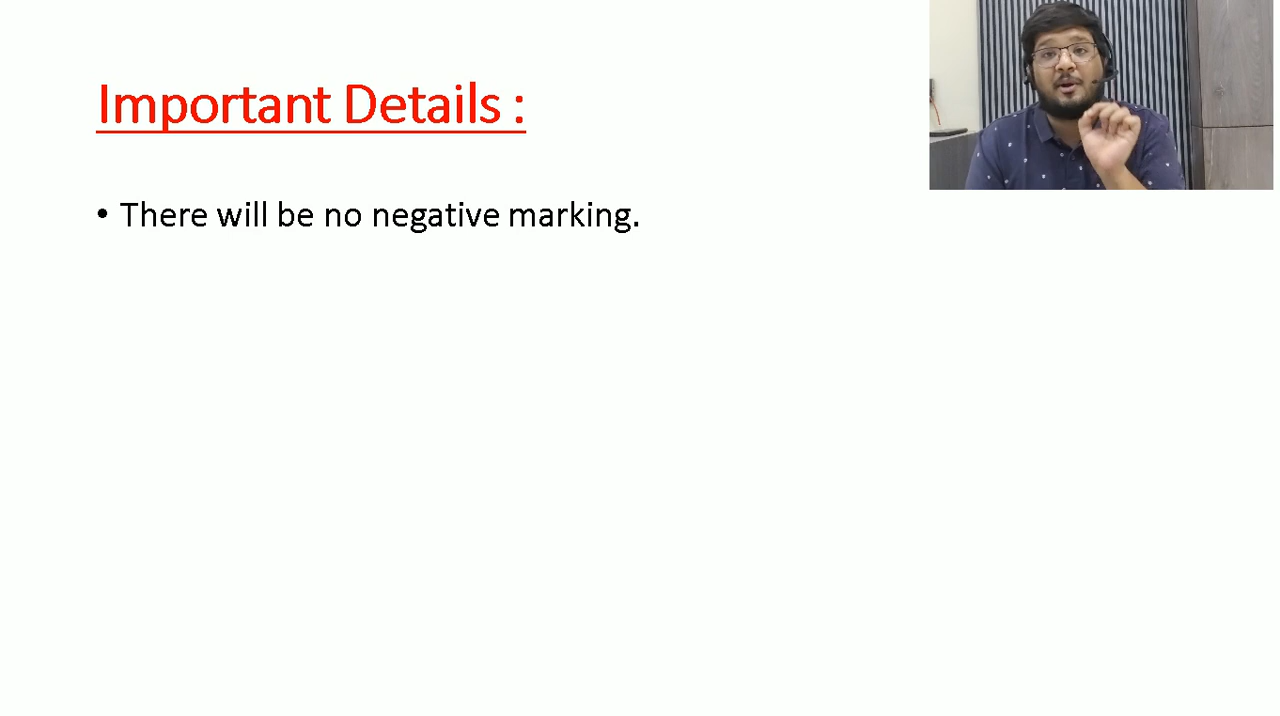 Important Details :
• There will be no negative marking.